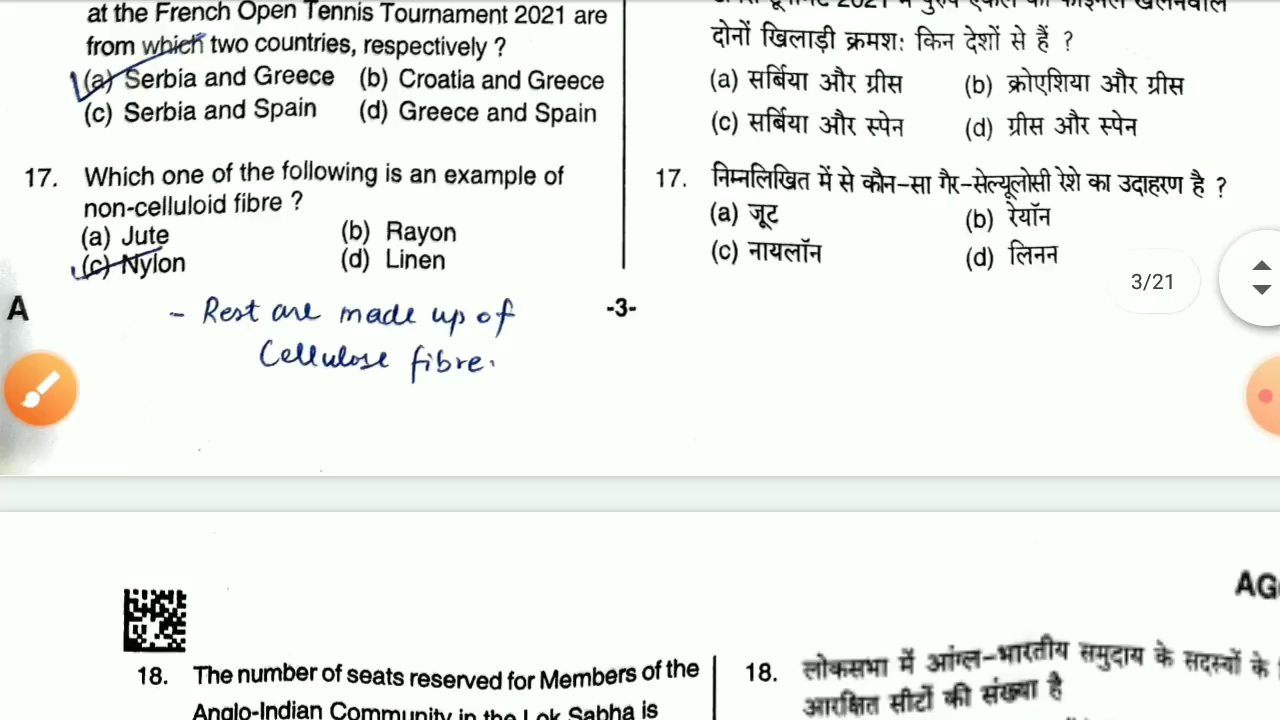 at the French Open Tennis Tournament 2021 are
from which two countries, respectively ?
(a) Serbia and Greece (b) Croatia and Greece
(c) Serbia and Spain (d) Greece and Spain
17. Which one of the following is an example of
non-celluloid fibre ?
(a) Jute (b) Rayon
(c) Nylon (d) Linen
- Rest are made up of
Cellulose fibre.
A
-3-
दोनों खिलाड़ी क्रमशः किन देशों से हैं ?
(a) सर्बिया और ग्रीस (b) क्रोएशिया और ग्रीस
(c) सर्बिया और स्पेन (d) ग्रीस और स्पेन
17. निम्नलिखित में से कौन-सा गैर-सेल्यूलोसी रेशे का उदाहरण है ?
(a) जूट (b) रेयॉन
(c) नायलॉन (d) लिनन
3/21
AG
18. The number of seats reserved for Members of the
Anglo-Indian Community in the Lok Sabha is
18. लोकसभा में आंग्ल-भारतीय समुदाय के सदस्यों के
आरक्षित सीटों की संख्या है